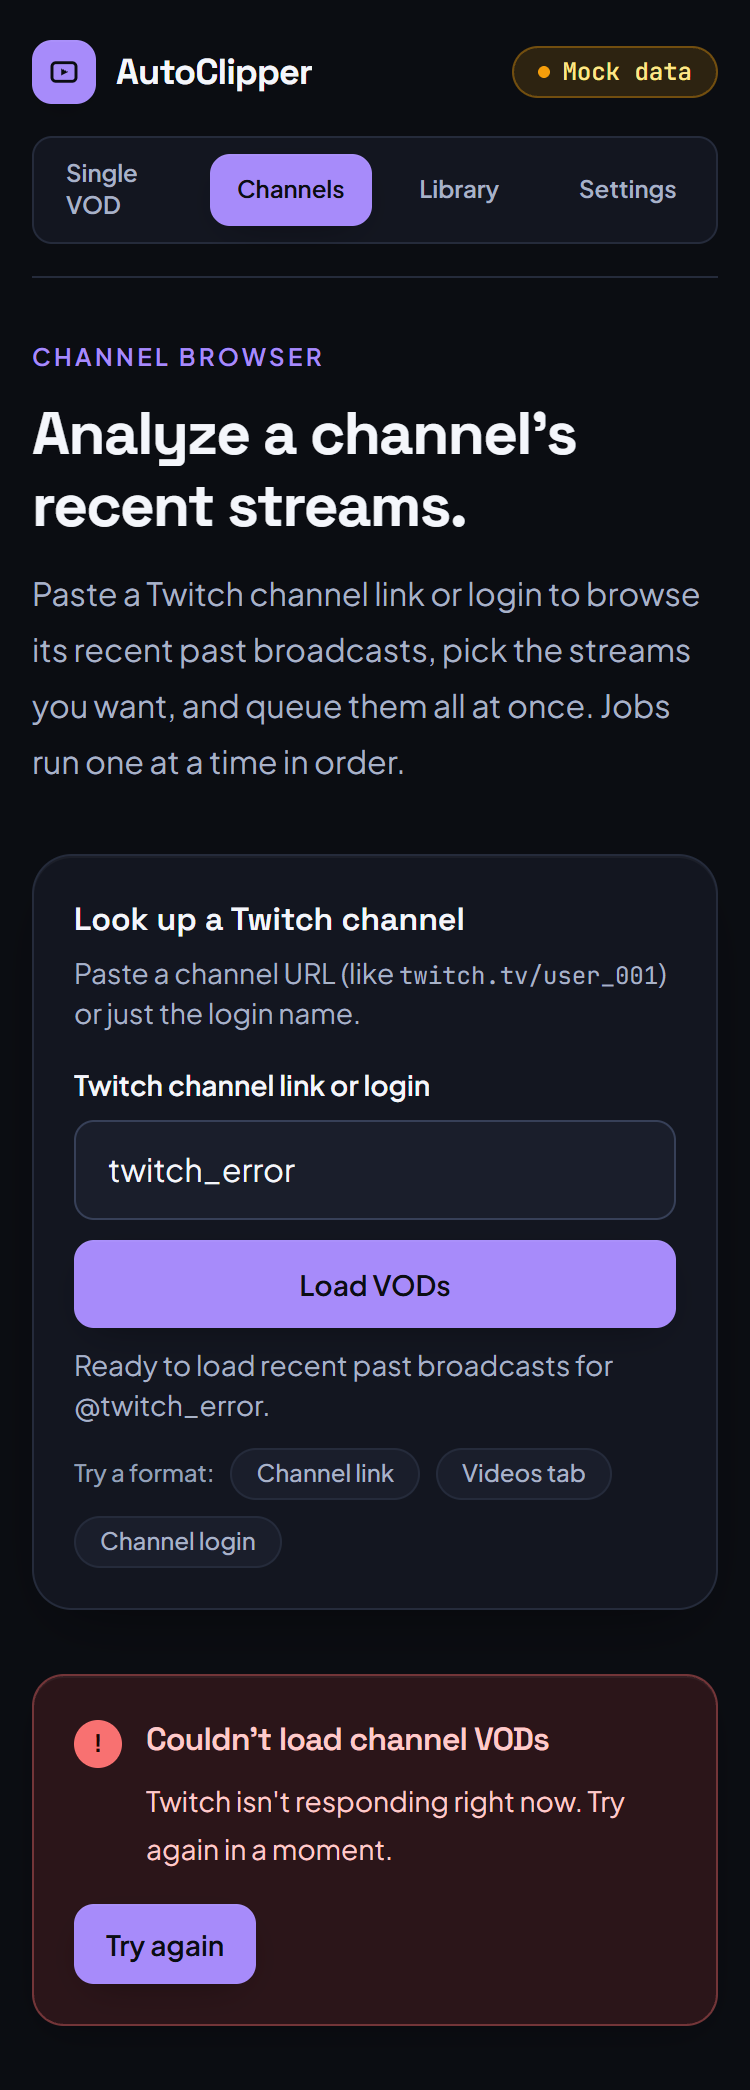 AutoClipper
Mock data
Single
VOD
Channels
Library
Settings
CHANNEL BROWSER
Analyze a channel’s
recent streams.
Paste a Twitch channel link or login to browse
its recent past broadcasts, pick the streams
you want, and queue them all at once. Jobs
run one at a time in order.
Look up a Twitch channel
Paste a channel URL (like twitch.tv/user_001)
or just the login name.
Twitch channel link or login
twitch_error
Load VODs
Ready to load recent past broadcasts for
@twitch_error.
Try a format:
Channel link
Videos tab
Channel login
!
Couldn’t load channel VODs
Twitch isn't responding right now. Try
again in a moment.
Try again